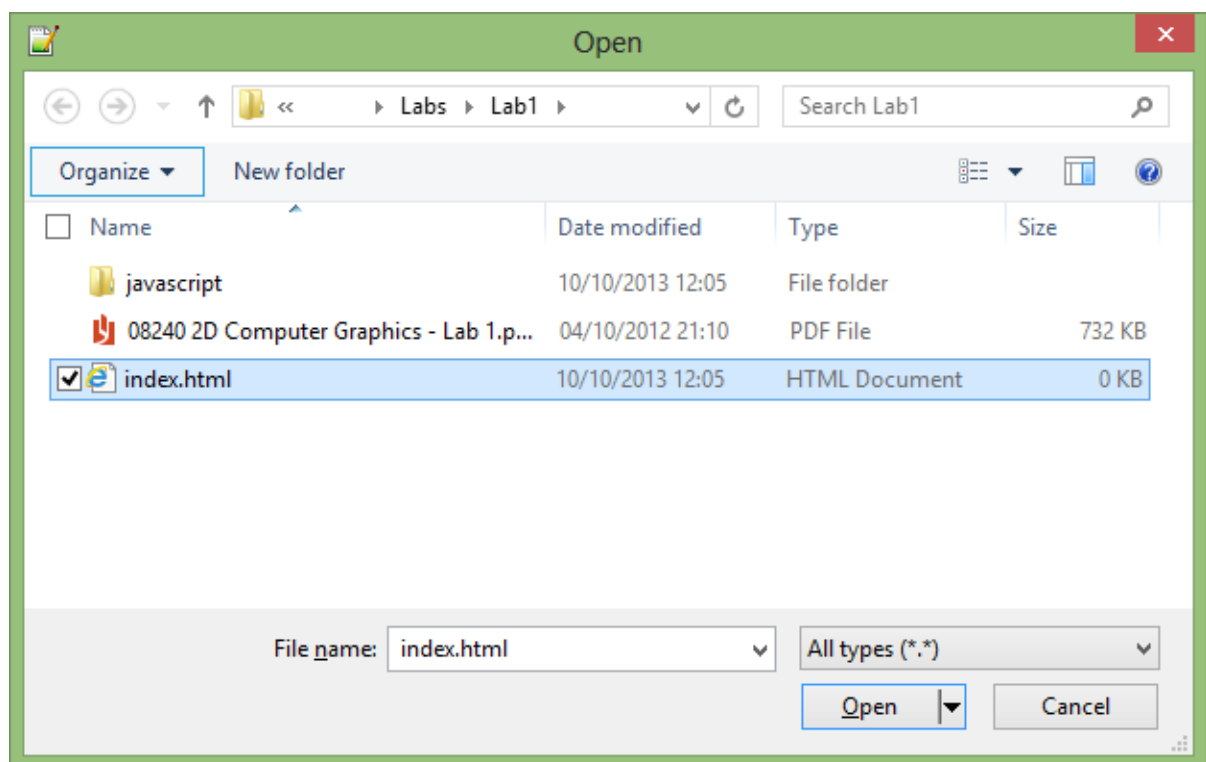 Open
« Labs Lab1 Search Lab1
Organize New folder
Name Date modified Type Size
javascript 10/10/2013 12:05 File folder
08240 2D Computer Graphics - Lab 1.p... 04/10/2012 21:10 PDF File 732 KB
index.html 10/10/2013 12:05 HTML Document 0 KB
File name: index.html All types (*.*)
Open Cancel